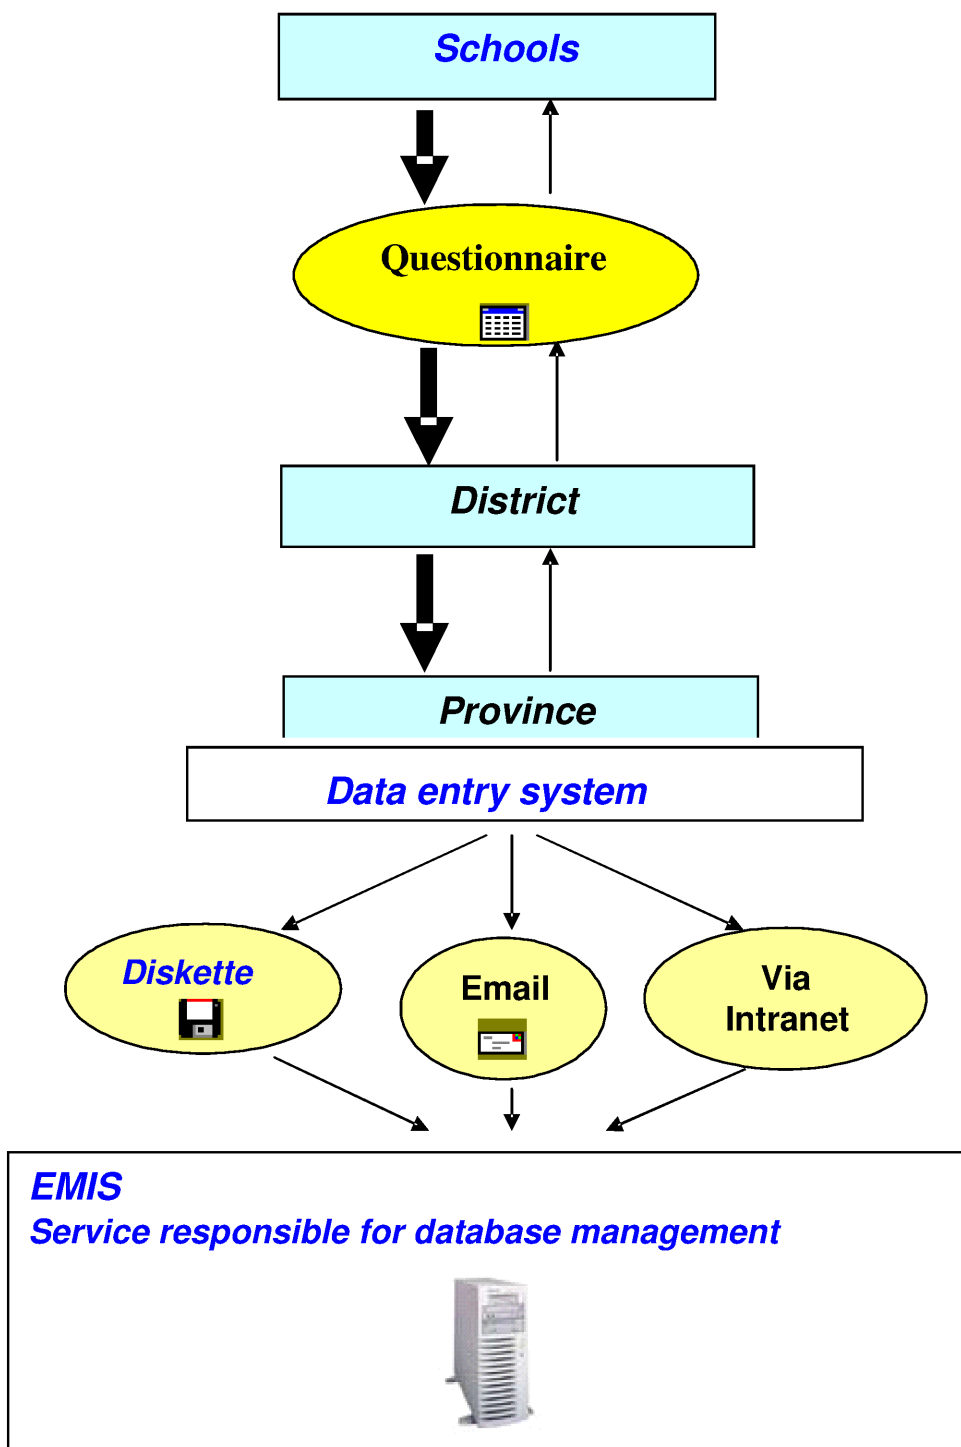 Schools
Questionnaire
District
Province
Data entry system
Diskette
Email
Via
Intranet
EMIS
Service responsible for database management